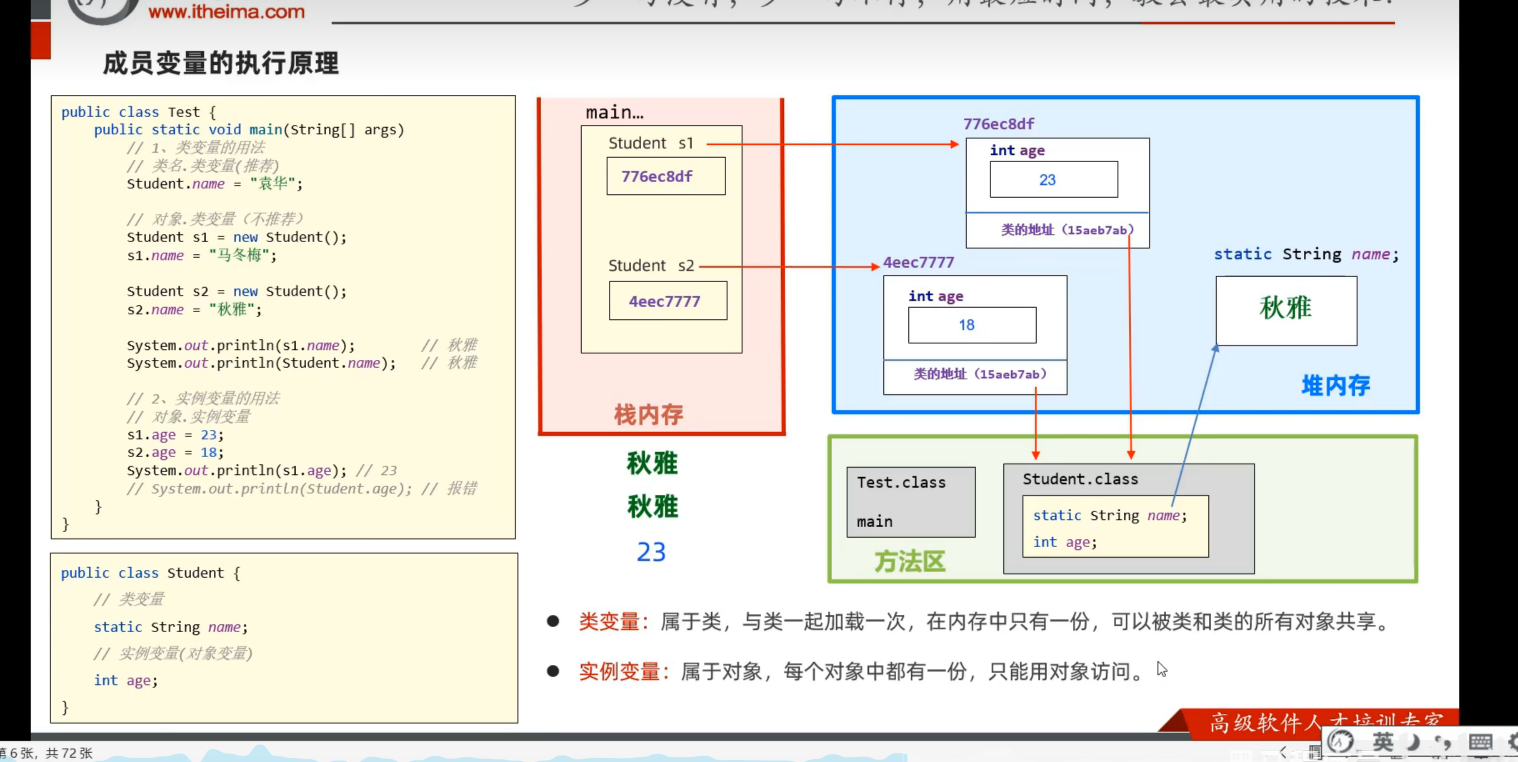 www.itheima.com
成员变量的执行原理
public class Test {
public static void main(String[] args)
// 1、类变量的用法
// 类名.类变量(推荐)
Student.name = "袁华";
// 对象.类变量（不推荐）
Student s1 = new Student();
s1.name = "马冬梅";
Student s2 = new Student();
s2.name = "秋雅";
System.out.println(s1.name); // 秋雅
System.out.println(Student.name); // 秋雅
// 2、实例变量的用法
// 对象.实例变量
s1.age = 23;
s2.age = 18;
System.out.println(s1.age); // 23
// System.out.println(Student.age); // 报错
}
}
public class Student {
// 类变量
static String name;
// 实例变量(对象变量)
int age;
}
main…
Student s1
776ec8df
Student s2
4eec7777
栈内存
秋雅
秋雅
23
776ec8df
int age
23
类的地址（15aeb7ab）
4eec7777
int age
18
类的地址（15aeb7ab）
static String name;
秋雅
堆内存
Test.class
main
方法区
Student.class
static String name;
int age;
● 类变量：属于类，与类一起加载一次，在内存中只有一份，可以被类和类的所有对象共享。
● 实例变量：属于对象，每个对象中都有一份，只能用对象访问。
高级软件人才培训专家
第6张，共72张
英